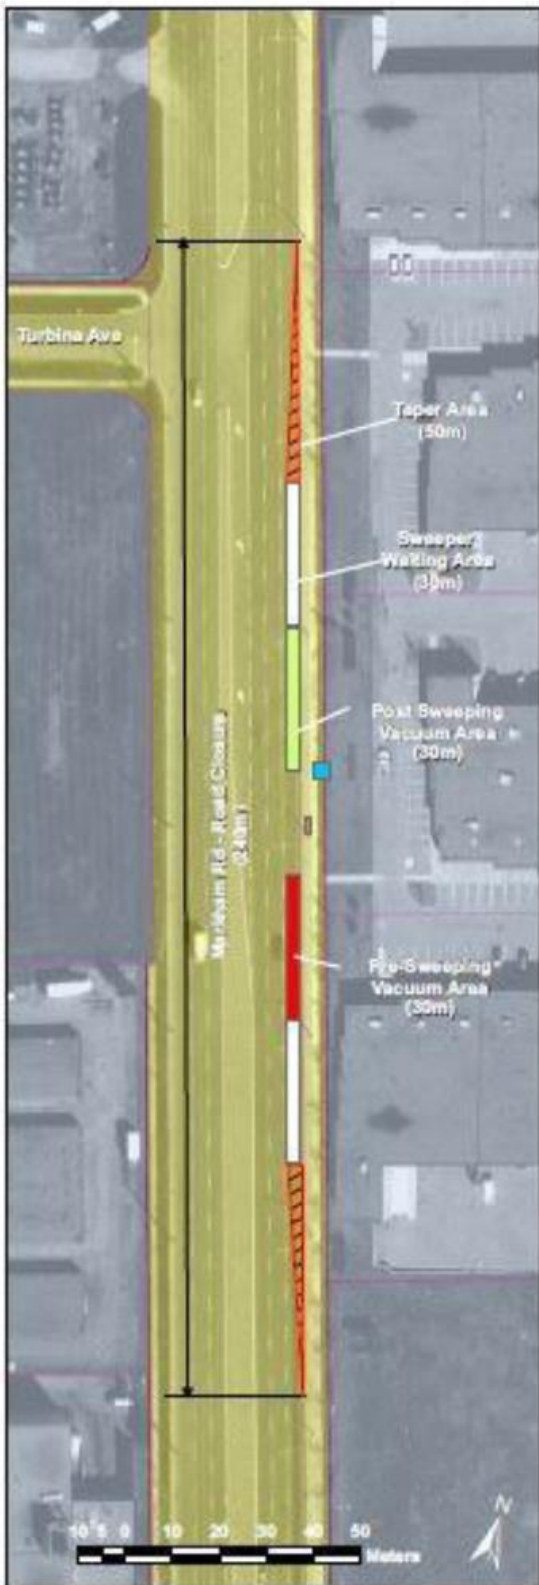 Turbina Ave
Taper Area
(50m)
Sweeper
Waiting Area
(30m)
Post Sweeping
Vacuum Area
(30m)
Markham Rd - Road Closure
(240m)
Pre-Sweeping
Vacuum Area
(30m)
N
10 5 0 10 20 30 40 50
Meters